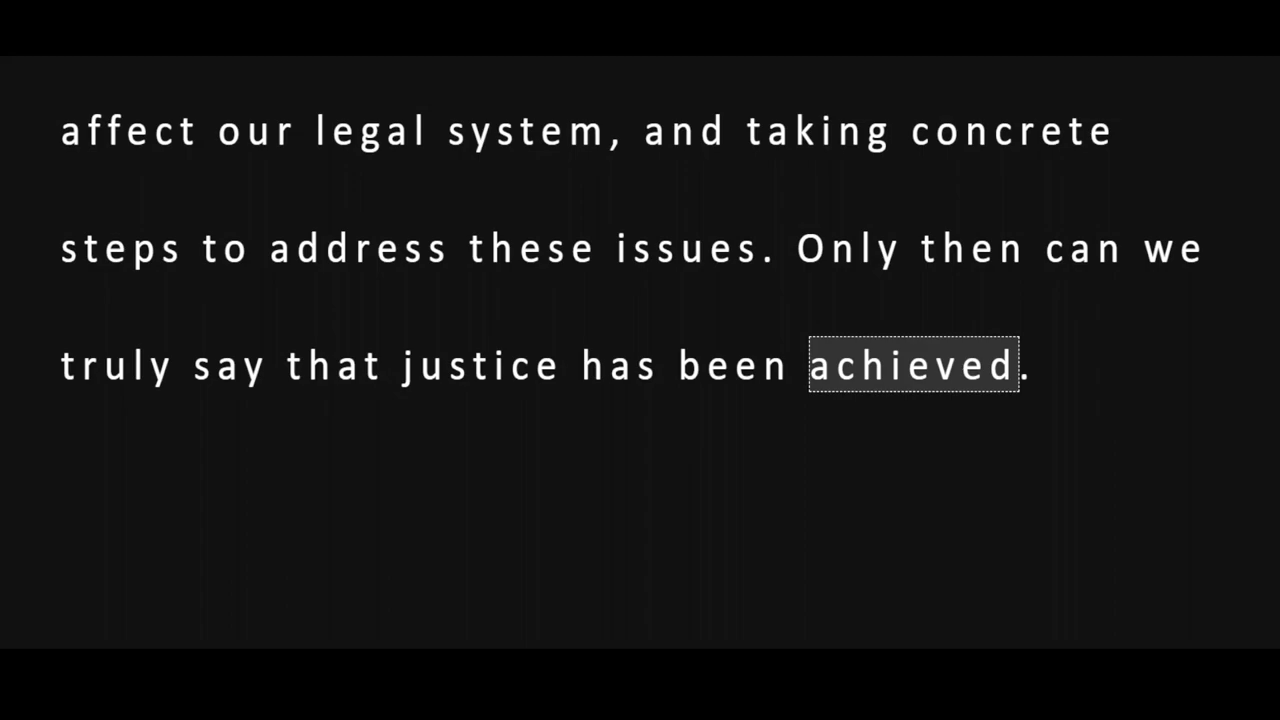 affect our legal system, and taking concrete
steps to address these issues. Only then can we
truly say that justice has been achieved.